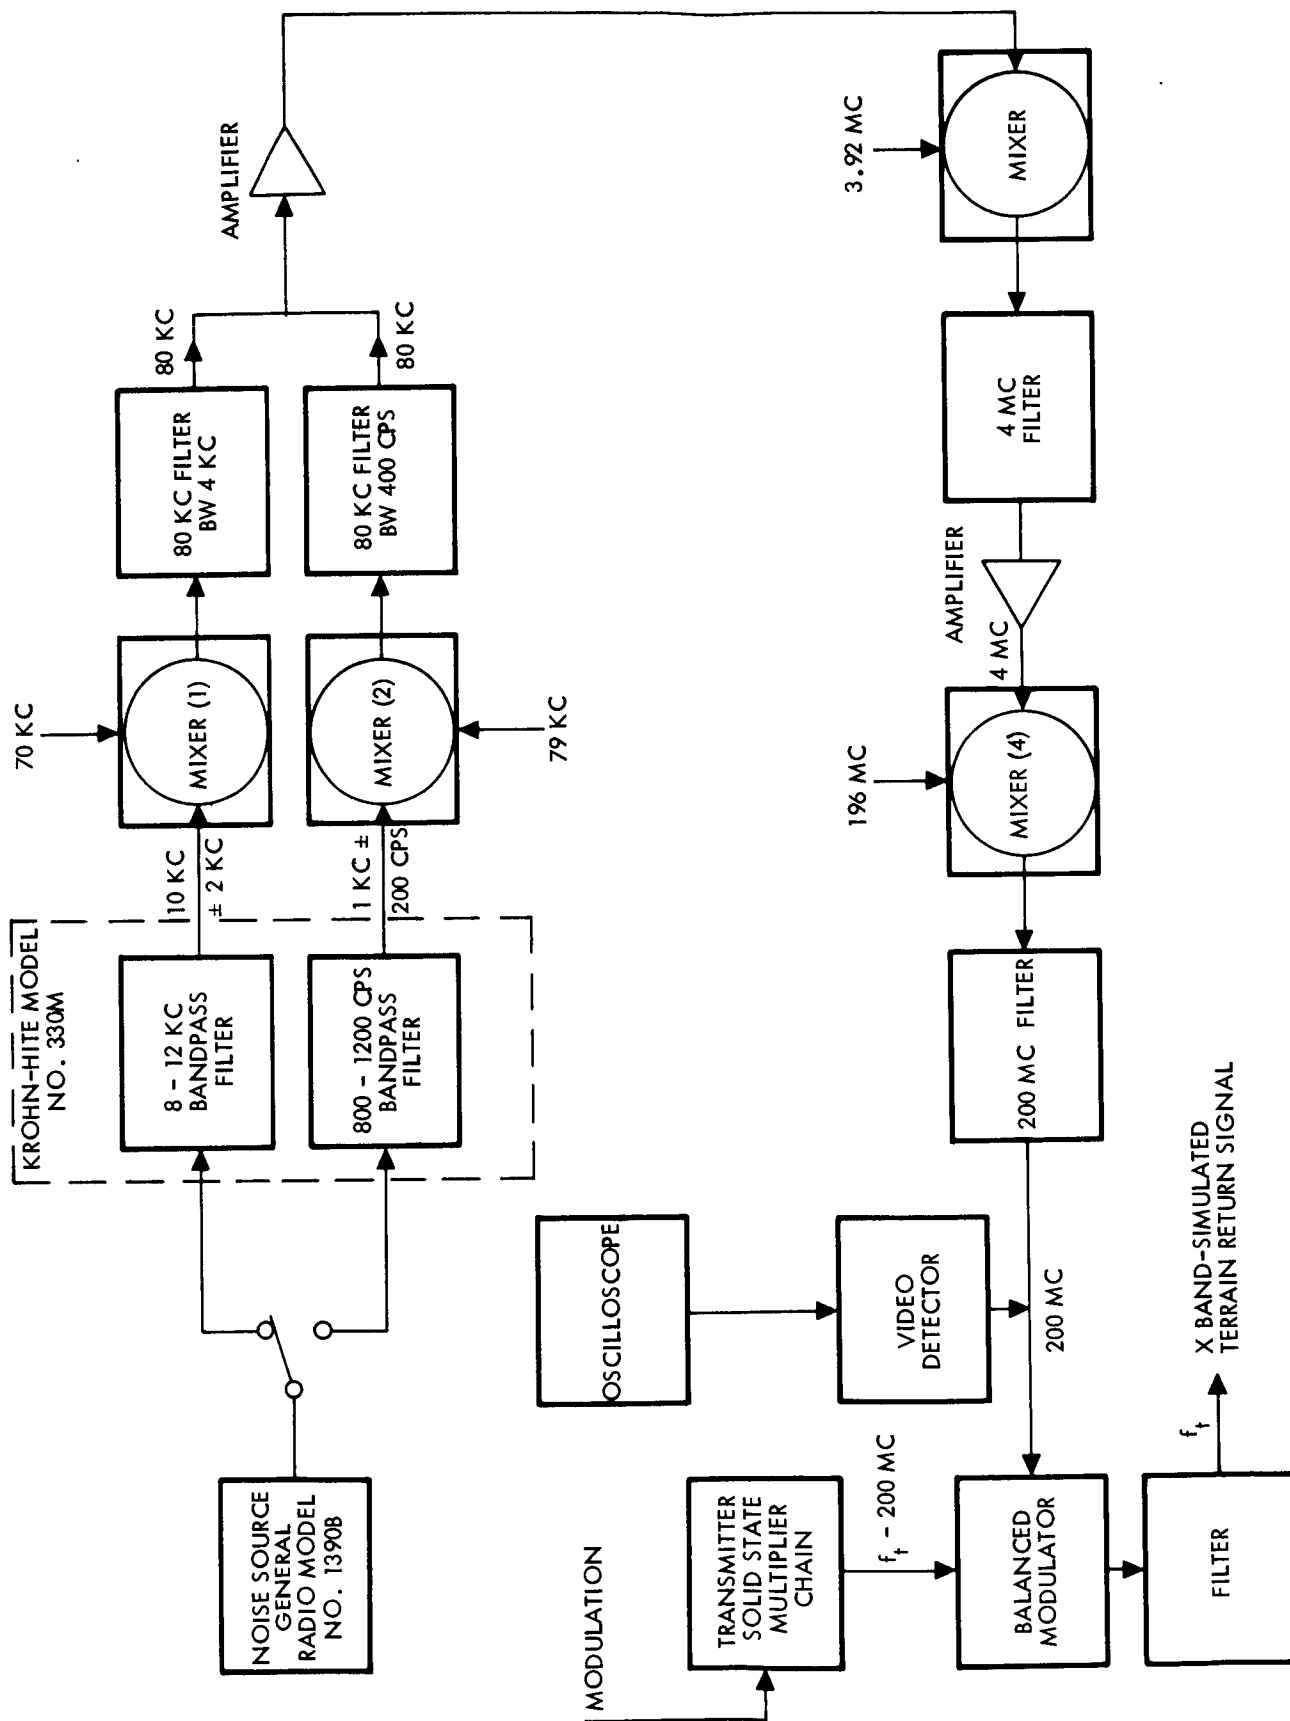 NOISE SOURCE
GENERAL
RADIO MODEL
NO. 1390B
KROHN-HITE MODEL
NO. 330M
8 - 12 KC
BANDPASS
FILTER
800 - 1200 CPS
BANDPASS
FILTER
10 KC
± 2 KC
1 KC ±
200 CPS
70 KC
MIXER (1)
MIXER (2)
79 KC
80 KC FILTER
BW 4 KC
80 KC FILTER
BW 400 CPS
80 KC
80 KC
AMPLIFIER
3.92 MC
MIXER
4 MC
FILTER
AMPLIFIER
4 MC
196 MC
MIXER (4)
200 MC FILTER
OSCILLOSCOPE
VIDEO
DETECTOR
200 MC
MODULATION
TRANSMITTER
SOLID STATE
MULTIPLIER
CHAIN
f_t - 200 MC
BALANCED
MODULATOR
FILTER
f_t
X BAND-SIMULATED
TERRAIN RETURN SIGNAL